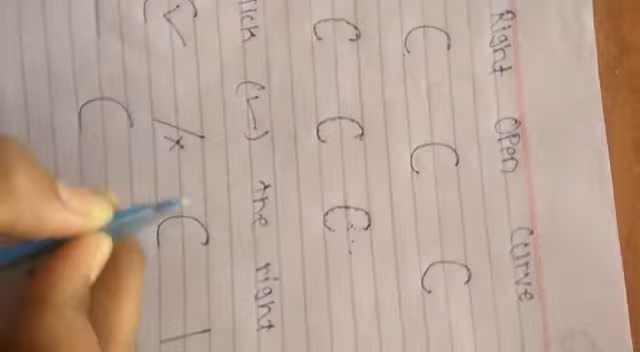 Right Open Curve
C C C
C C C
Tick (✓) the right
C ✓ / x C |
C